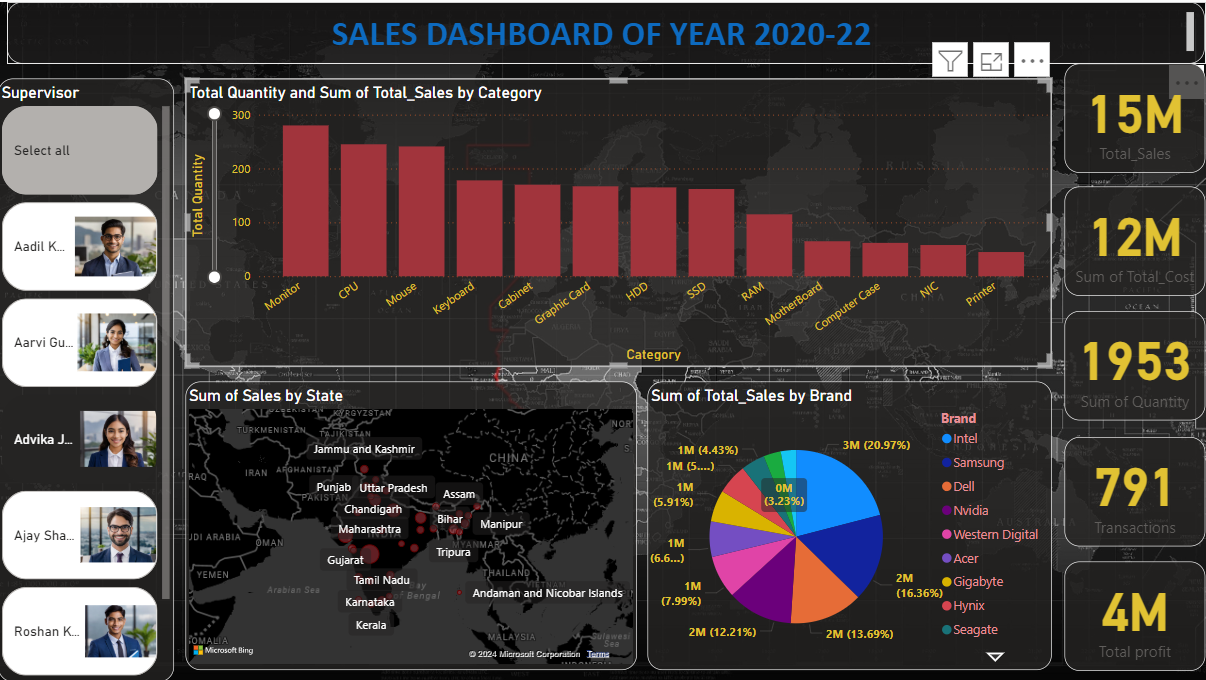 SALES DASHBOARD OF YEAR 2020-22
Supervisor
Select all
Aadil K...
Aarvi Gu...
Advika J...
Ajay Sha...
Roshan K...
Total Quantity and Sum of Total_Sales by Category
Total Quantity
300
200
100
0
Monitor
CPU
Mouse
Keyboard
Cabinet
Graphic Card
HDD
SSD
RAM
MotherBoard
Computer Case
NIC
Printer
Category
15M
Total_Sales
12M
Sum of Total_Cost
1953
Sum of Quantity
791
Transactions
4M
Total profit
Sum of Sales by State
KYRGYZSTAN
TURKMENISTAN
TAJIKISTAN
Jammu and Kashmir
CHINA
IRAN
AFGHANISTAN
Punjab
Uttar Pradesh
Assam
PAKISTAN
Chandigarh
Bihar
Manipur
Maharashtra
INDIA
OMAN
MYANMAR
Gujarat
Tripura
YEMEN
Tamil Nadu
THAILAND
Arabian Sea
Bay of Bengal
Andaman and Nicobar Islands
Karnataka
Kerala
MALAYSIA
Microsoft Bing
© 2024 Microsoft Corporation Terms
Sum of Total_Sales by Brand
3M (20.97%)
2M
(16.36%)
2M (13.69%)
2M (12.21%)
1M
(7.99%)
1M
(6.6...)
1M
(5.91%)
1M (5....)
1M (4.43%)
0M
(3.23%)
Brand
Intel
Samsung
Dell
Nvidia
Western Digital
Acer
Gigabyte
Hynix
Seagate